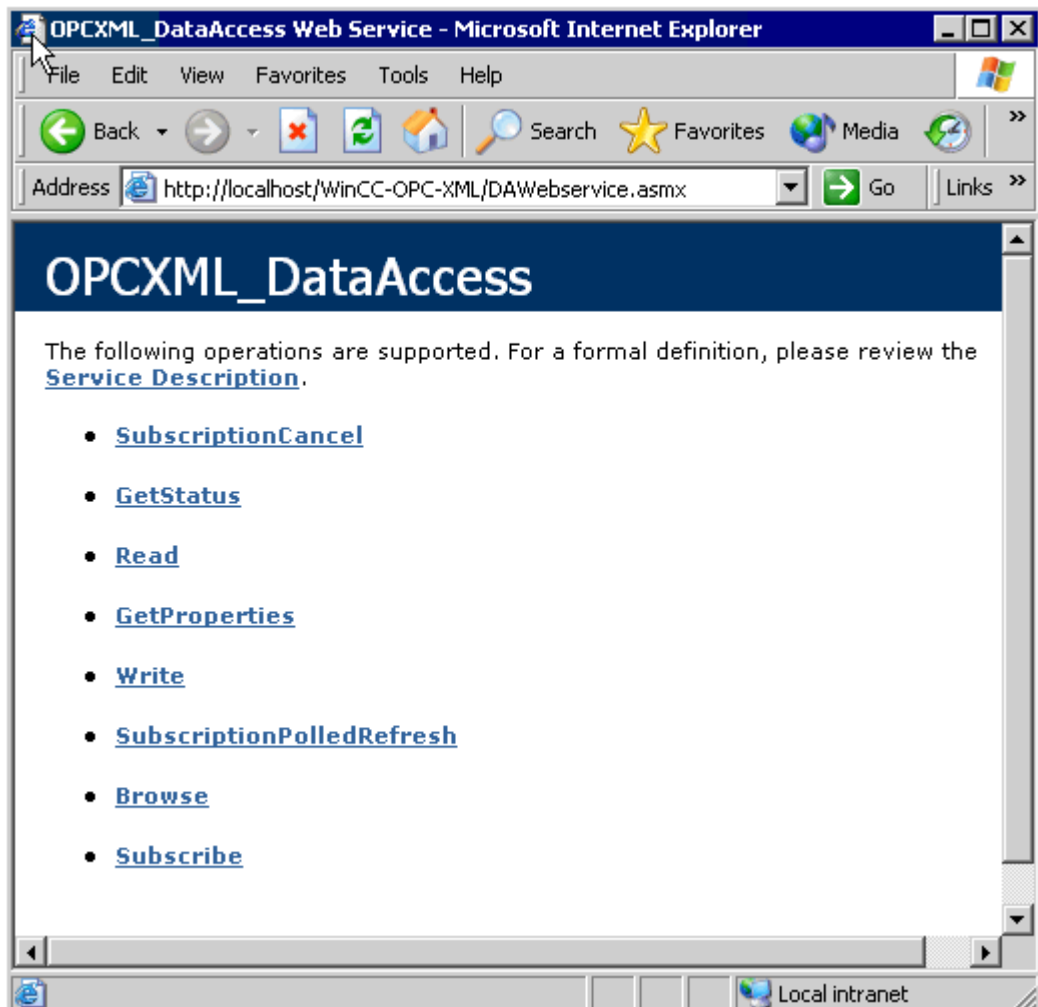 OPCXML_DataAccess Web Service - Microsoft Internet Explorer
File Edit View Favorites Tools Help
Back Search Favorites Media »
Address http://localhost/WinCC-OPC-XML/DAWebservice.asmx Go Links »
OPCXML_DataAccess
The following operations are supported. For a formal definition, please review the
Service Description.
• SubscriptionCancel
• GetStatus
• Read
• GetProperties
• Write
• SubscriptionPolledRefresh
• Browse
• Subscribe
Local intranet